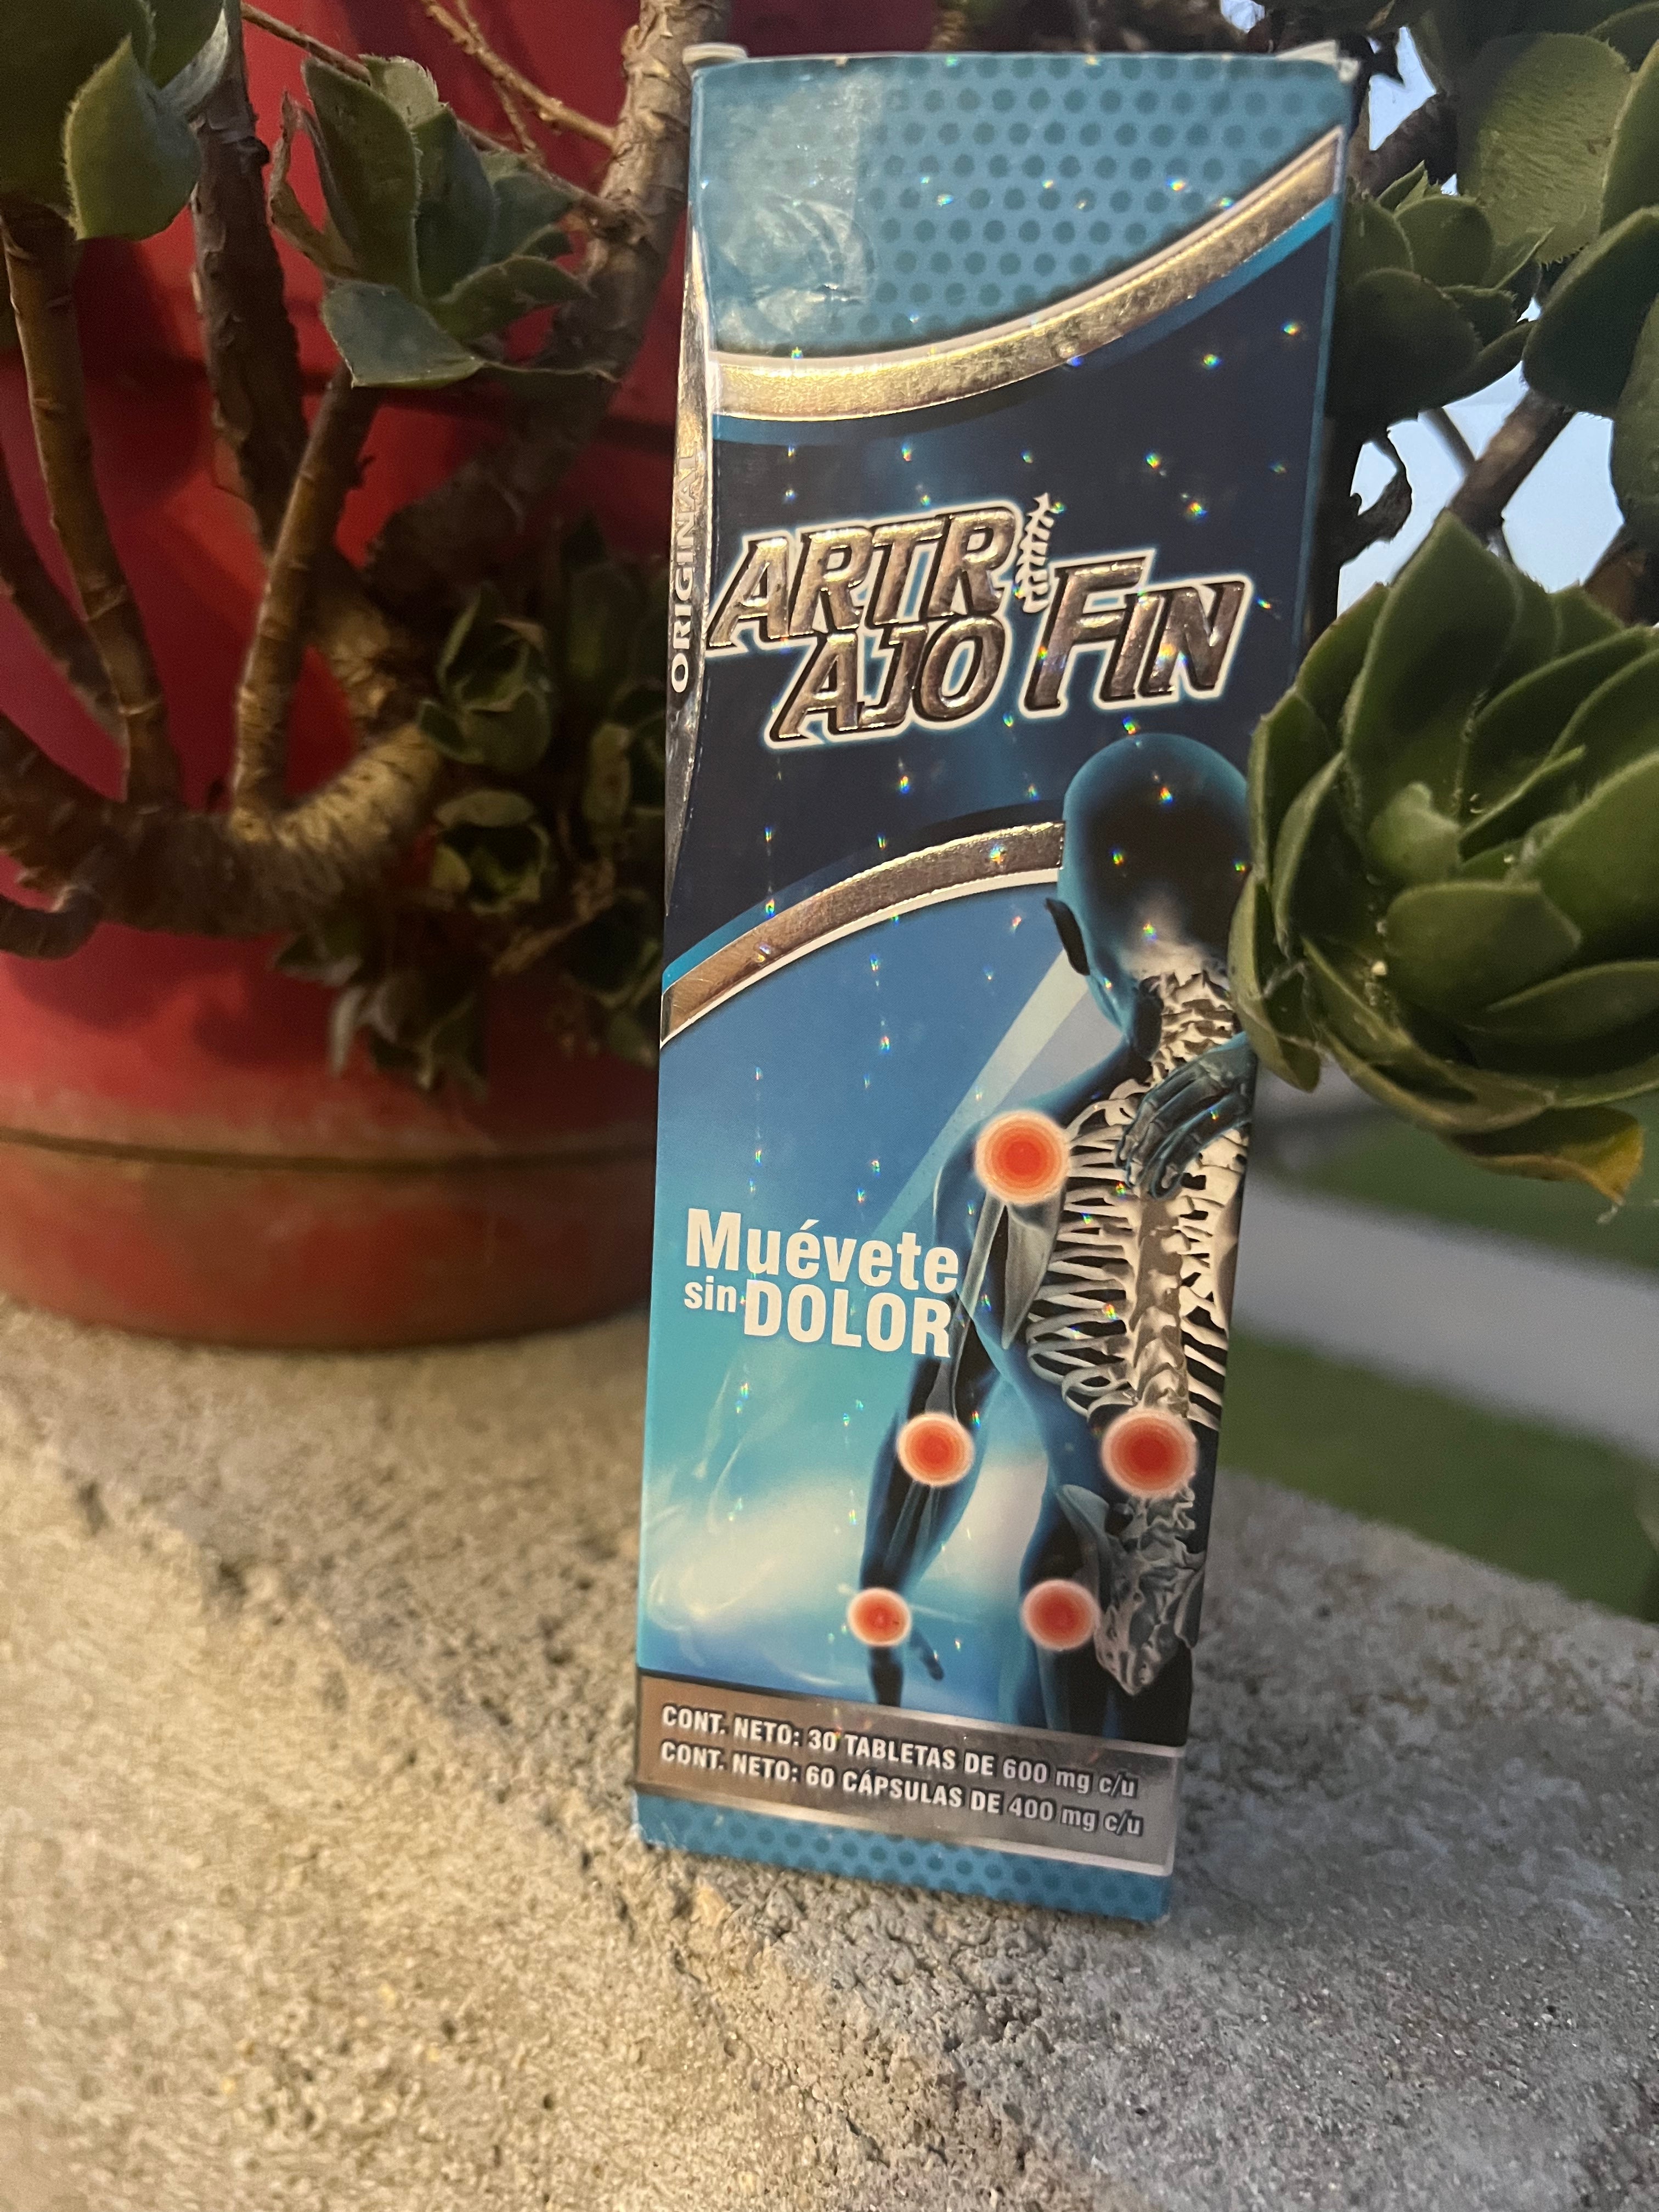 ORIGINAL
ARTRi
AJO FIN
Muévete
sin DOLOR
CONT. NETO: 30 TABLETAS DE 600 mg c/u
CONT. NETO: 60 CÁPSULAS DE 400 mg c/u